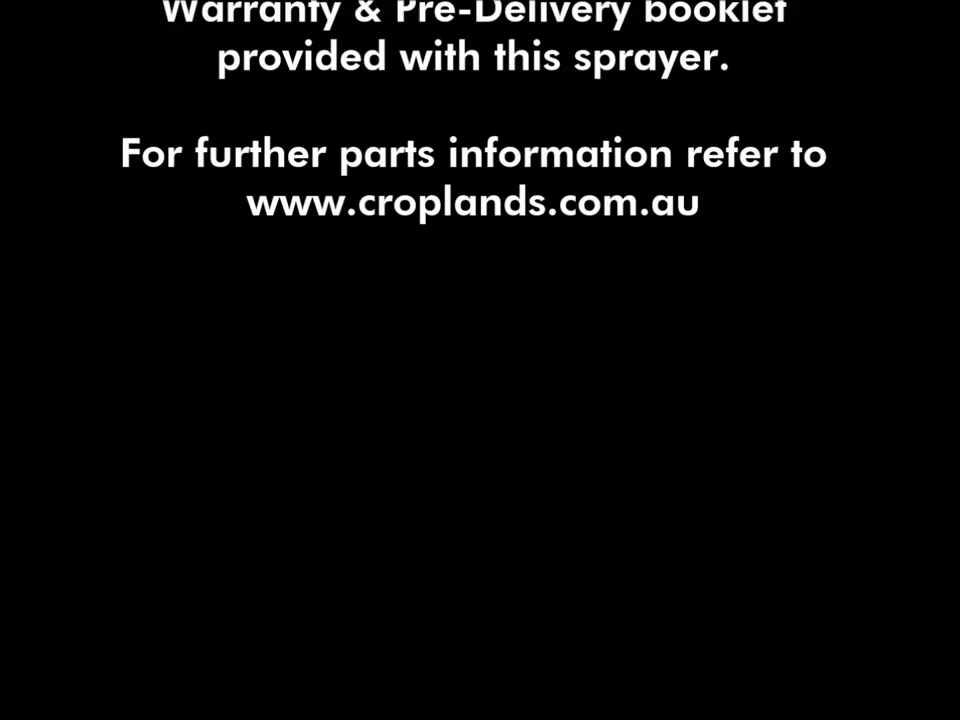 Warranty & Pre-Delivery booklet
provided with this sprayer.
For further parts information refer to
www.croplands.com.au